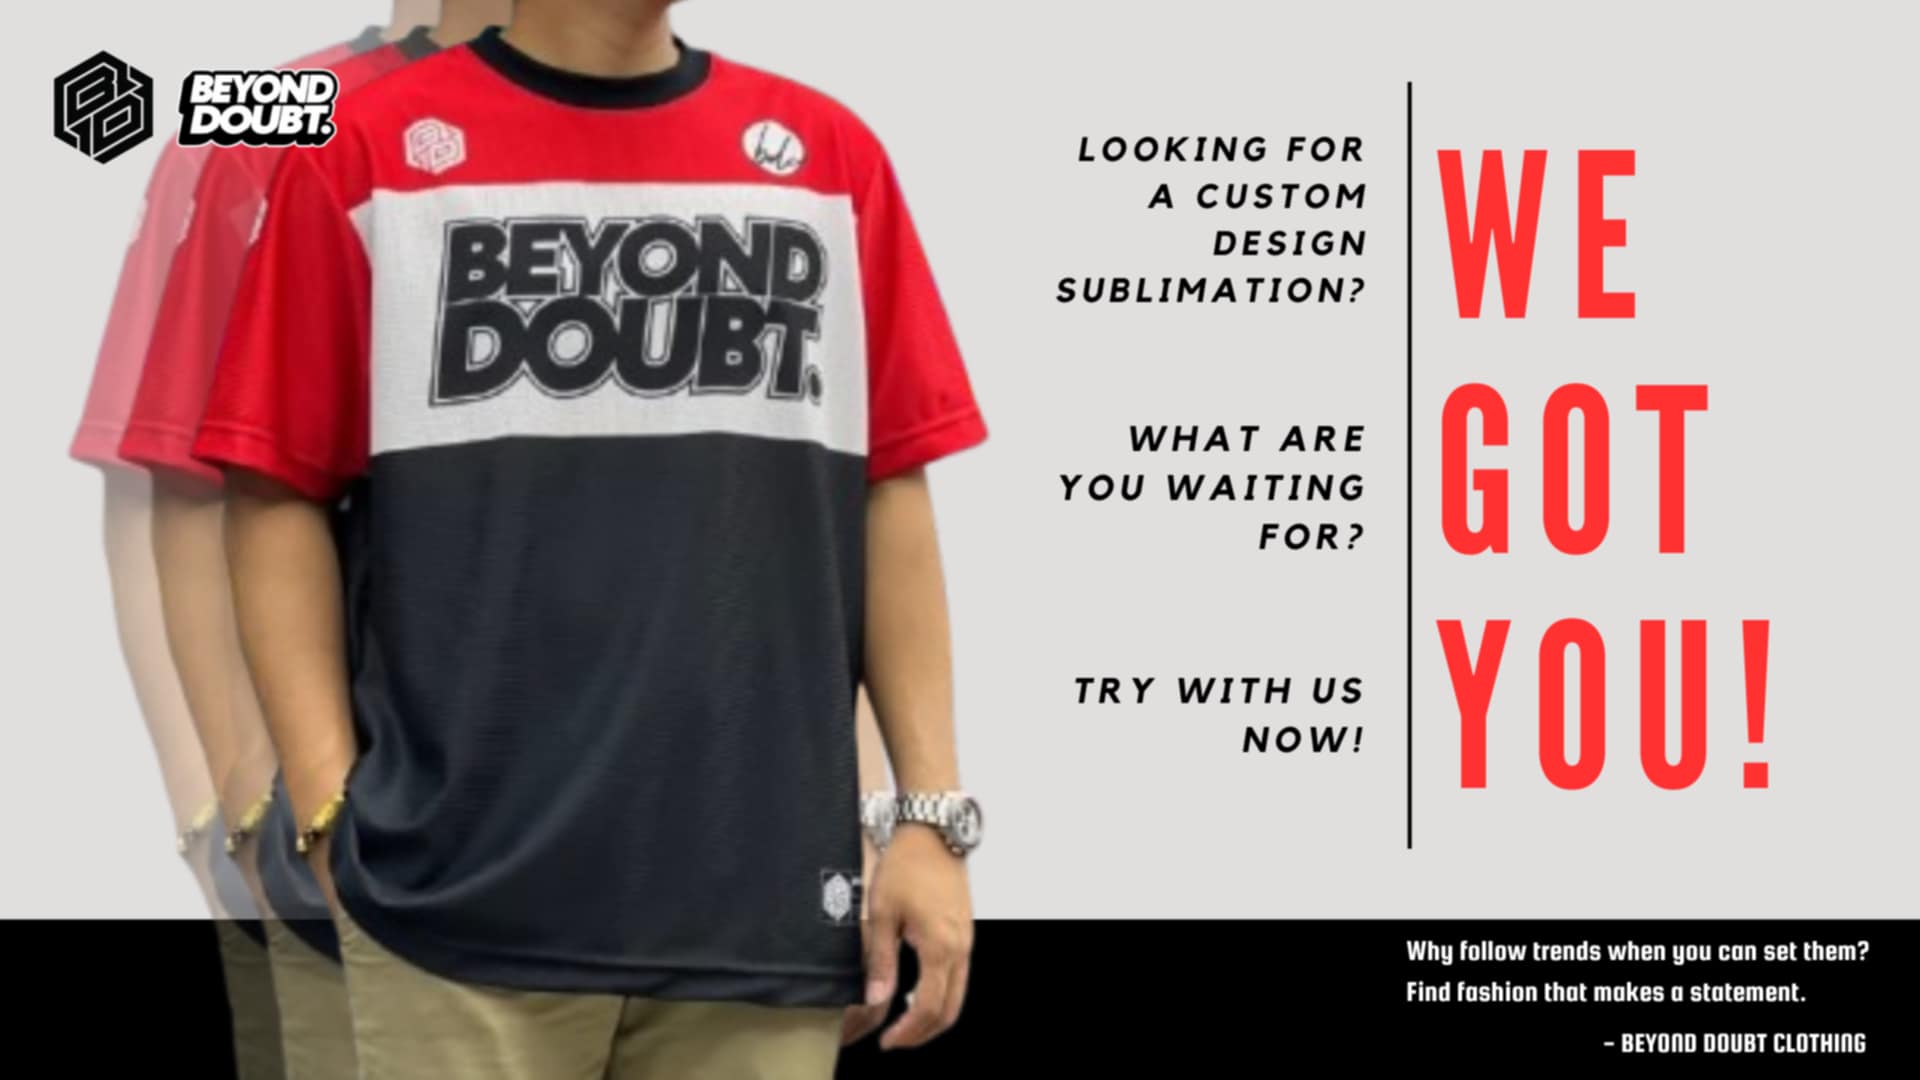 BEYOND
DOUBT.
BEYOND
DOUBT.
LOOKING FOR
A CUSTOM
DESIGN
SUBLIMATION?
WHAT ARE
YOU WAITING
FOR?
TRY WITH US
NOW!
WE
GOT
YOU!
Why follow trends when you can set them?
Find fashion that makes a statement.
- BEYOND DOUBT CLOTHING